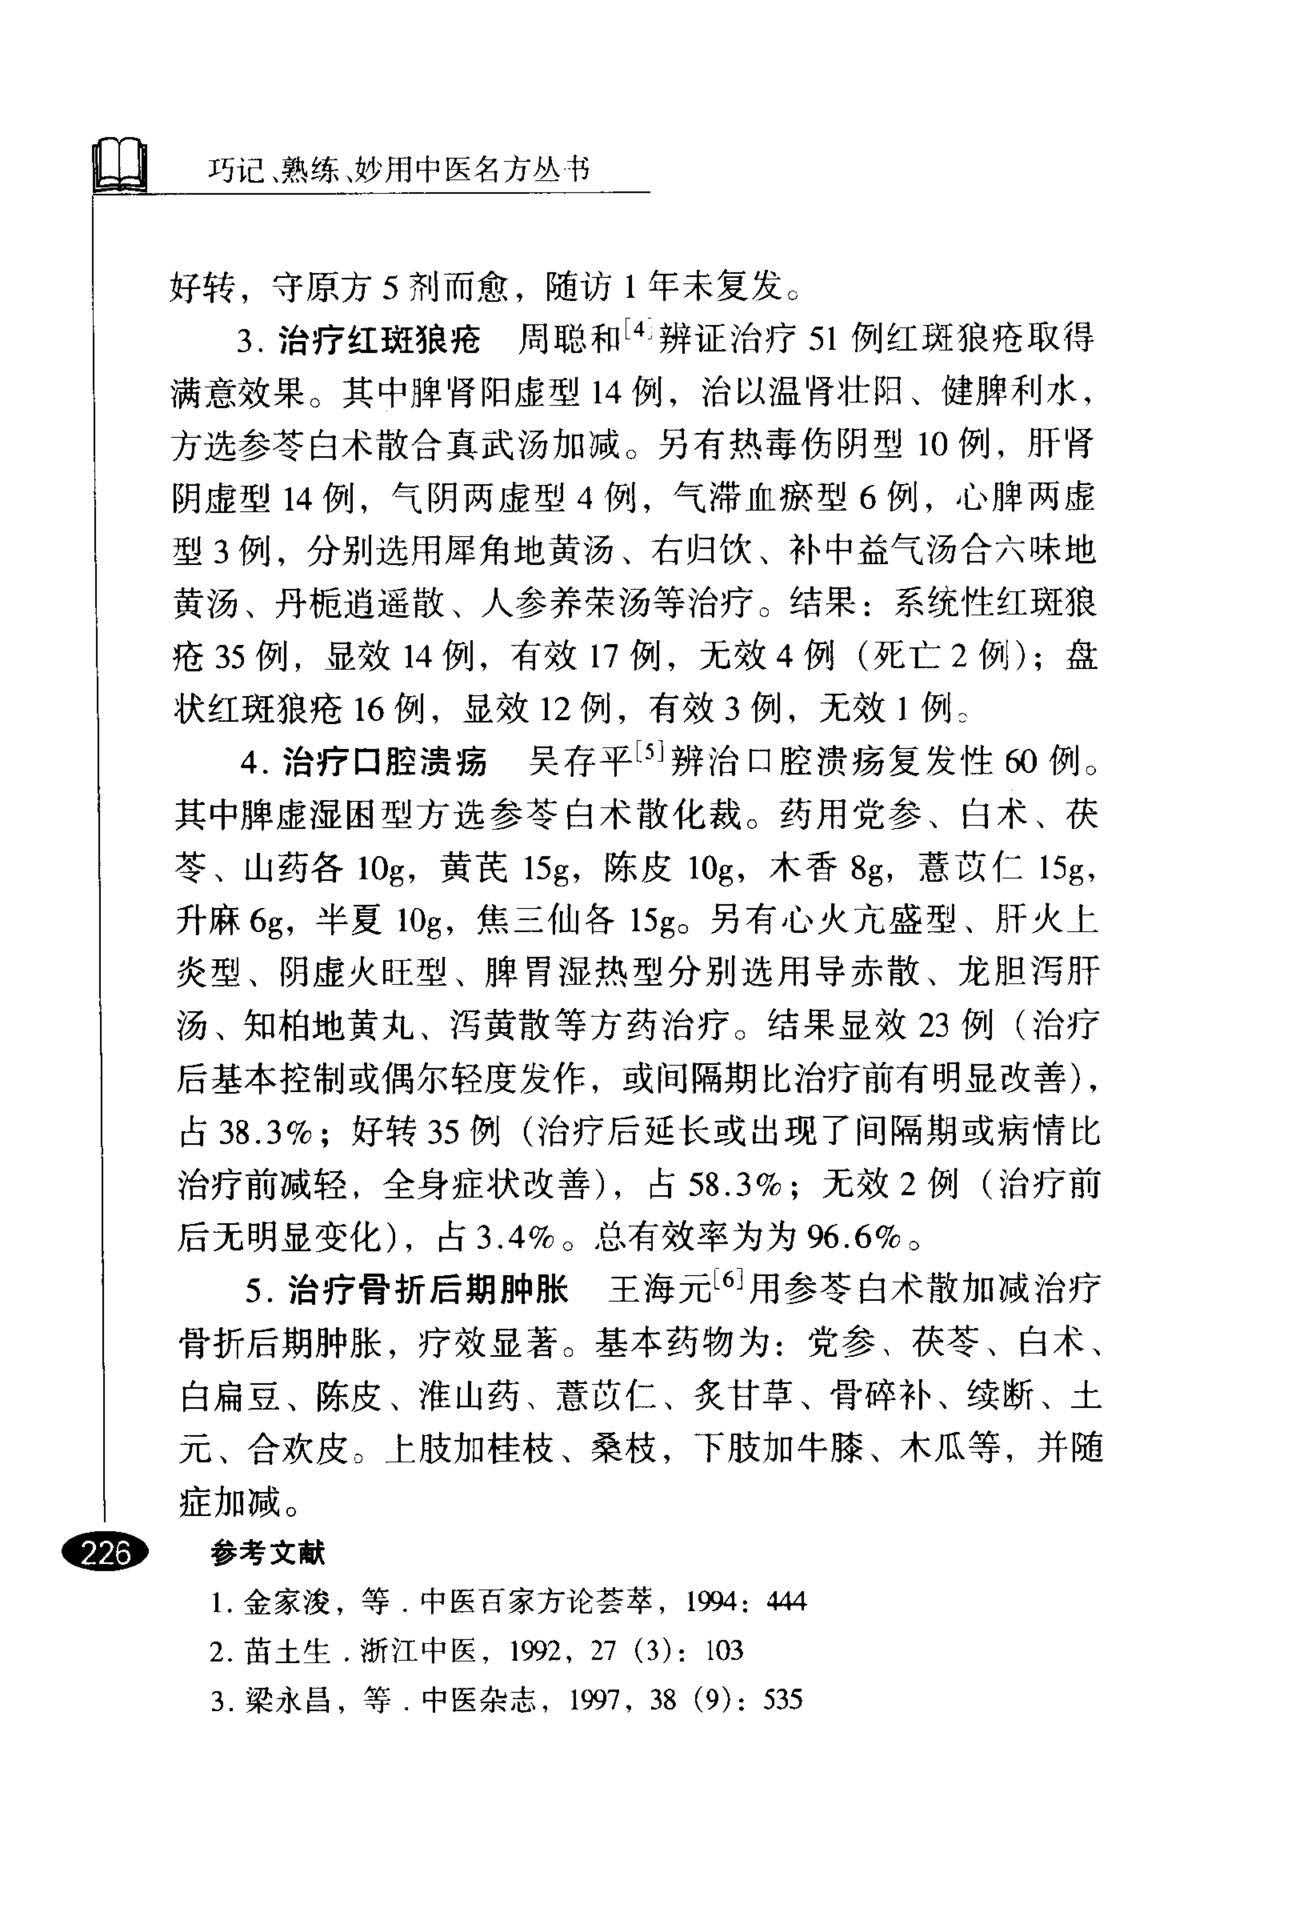 巧记、熟练、妙用中医名方丛书
好转，守原方 5 剂而愈，随访 1 年未复发。
3. 治疗红斑狼疮 周聪和[4]辨证治疗 51 例红斑狼疮取得
满意效果。其中脾肾阳虚型 14 例，治以温肾壮阳、健脾利水，
方选参苓白术散合真武汤加减。另有热毒伤阴型 10 例，肝肾
阴虚型 14 例，气阴两虚型 4 例，气滞血瘀型 6 例，心脾两虚
型 3 例，分别选用犀角地黄汤、右归饮、补中益气汤合六味地
黄汤、丹栀逍遥散、人参养荣汤等治疗。结果：系统性红斑狼
疮 35 例，显效 14 例，有效 17 例，无效 4 例（死亡 2 例）；盘
状红斑狼疮 16 例，显效 12 例，有效 3 例，无效 1 例。
4. 治疗口腔溃疡 吴存平[5]辨治口腔溃疡复发性 60 例。
其中脾虚湿困型方选参苓白术散化裁。药用党参、白术、茯
苓、山药各 10g，黄芪 15g，陈皮 10g，木香 8g，薏苡仁 15g，
升麻 6g，半夏 10g，焦三仙各 15g。另有心火亢盛型、肝火上
炎型、阴虚火旺型、脾胃湿热型分别选用导赤散、龙胆泻肝
汤、知柏地黄丸、泻黄散等方药治疗。结果显效 23 例（治疗
后基本控制或偶尔轻度发作，或间隔期比治疗前有明显改善），
占 38.3%；好转 35 例（治疗后延长或出现了间隔期或病情比
治疗前减轻，全身症状改善），占 58.3%；无效 2 例（治疗前
后无明显变化），占 3.4%。总有效率为为 96.6%。
5. 治疗骨折后期肿胀 王海元[6]用参苓白术散加减治疗
骨折后期肿胀，疗效显著。基本药物为：党参、茯苓、白术、
白扁豆、陈皮、淮山药、薏苡仁、炙甘草、骨碎补、续断、土
元、合欢皮。上肢加桂枝、桑枝，下肢加牛膝、木瓜等，并随
症加减。
226
参考文献
1. 金家浚，等．中医百家方论荟萃，1994：444
2. 苗土生．浙江中医，1992，27（3）：103
3. 梁永昌，等．中医杂志，1997，38（9）：535